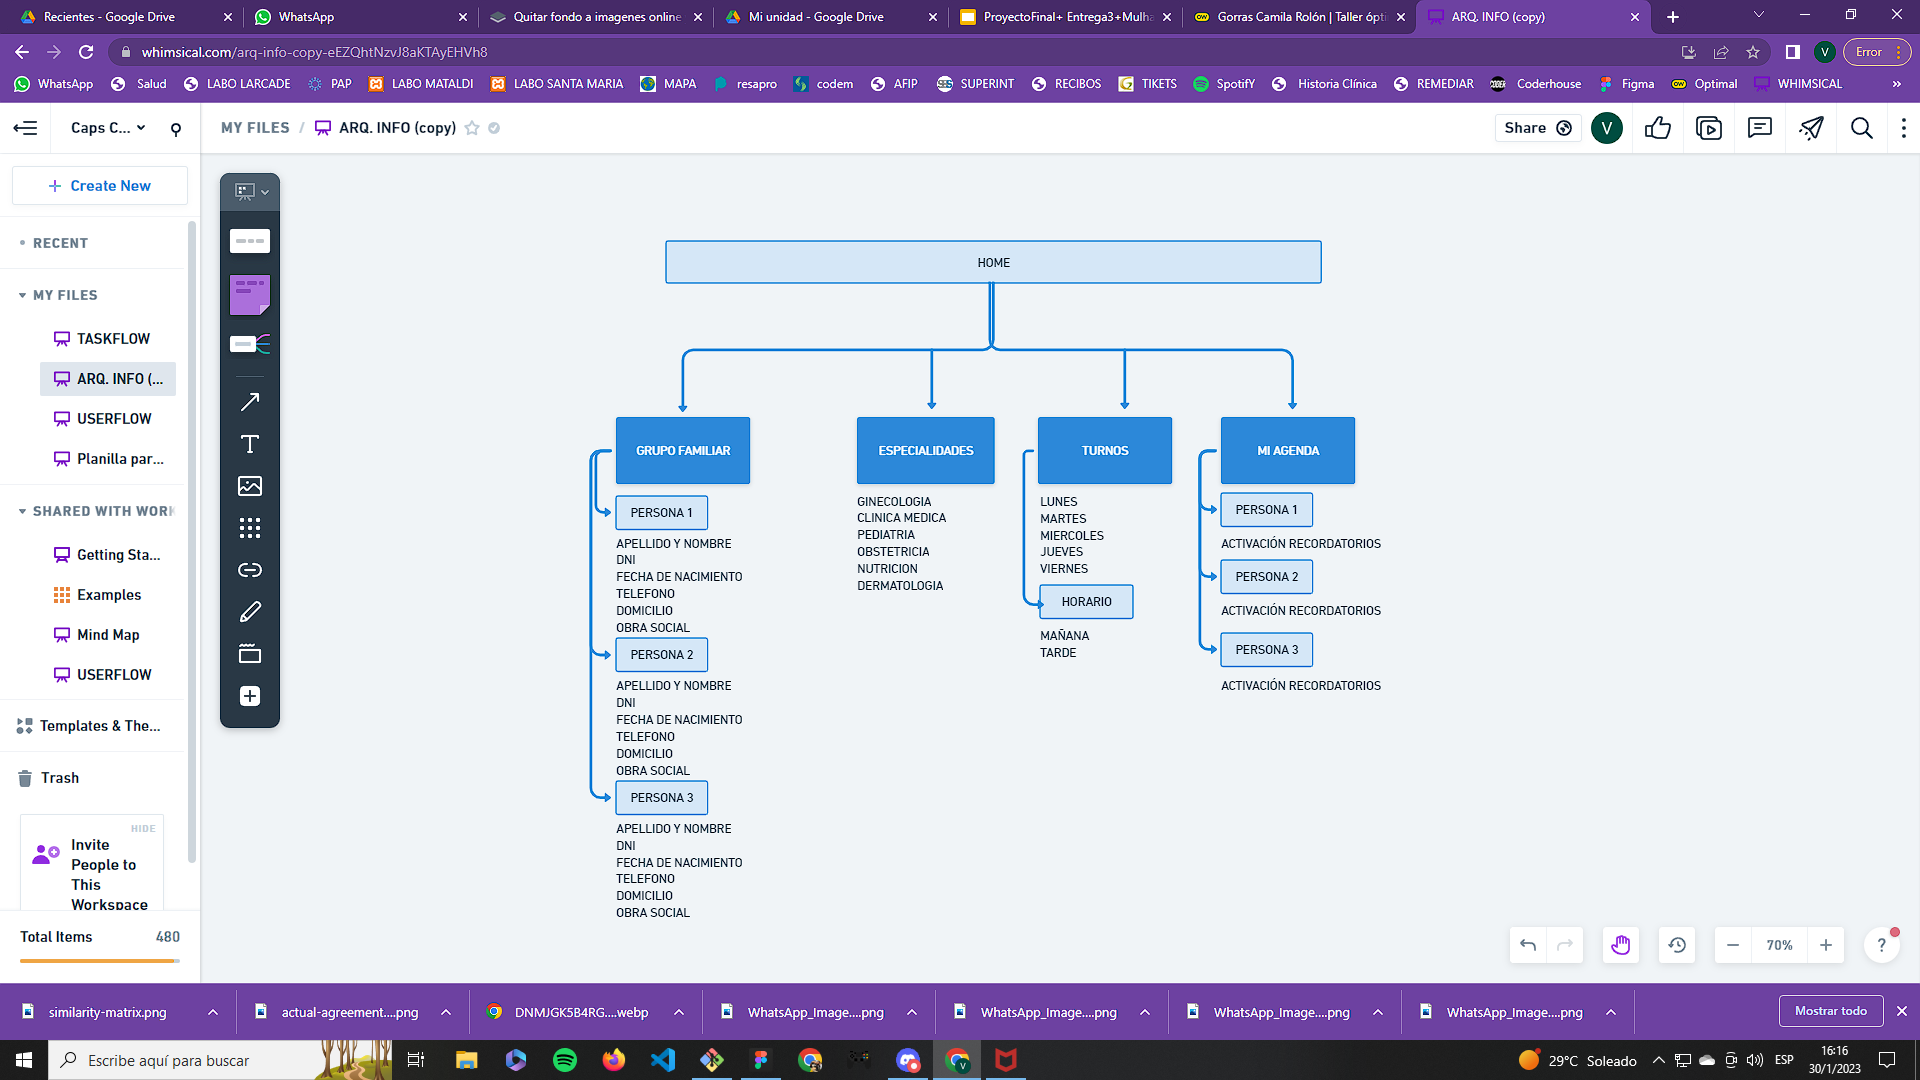 Recientes - Google Drive
WhatsApp
Quitar fondo a imagenes online
Mi unidad - Google Drive
ProyectoFinal+ Entrega3+Mulha
Gorras Camila Rolón | Taller ópti
ARQ. INFO (copy)
whimsical.com/arq-info-copy-eEZQhtNzvJ8aKTAyEHVh8
V
Error
WhatsApp
Salud
LABO LARCADE
PAP
LABO MATALDI
LABO SANTA MARIA
MAPA
resapro
codem
AFIP
SUPERINT
RECIBOS
TIKETS
SpotifY
Historia Clínica
REMEDIAR
Coderhouse
Figma
Optimal
WHIMSICAL
»
Caps C...
MY FILES / ARQ. INFO (copy)
Share
V
+ Create New
RECENT
MY FILES
TASKFLOW
ARQ. INFO (...
USERFLOW
Planilla par...
SHARED WITH WORK
Getting Sta...
Examples
Mind Map
USERFLOW
Templates & The...
Trash
HIDE
Invite
People to
This
Workspace
Total Items 480
T
HOME
GRUPO FAMILIAR
PERSONA 1
APELLIDO Y NOMBRE
DNI
FECHA DE NACIMIENTO
TELEFONO
DOMICILIO
OBRA SOCIAL
PERSONA 2
APELLIDO Y NOMBRE
DNI
FECHA DE NACIMIENTO
TELEFONO
DOMICILIO
OBRA SOCIAL
PERSONA 3
APELLIDO Y NOMBRE
DNI
FECHA DE NACIMIENTO
TELEFONO
DOMICILIO
OBRA SOCIAL
ESPECIALIDADES
GINECOLOGIA
CLINICA MEDICA
PEDIATRIA
OBSTETRICIA
NUTRICION
DERMATOLOGIA
TURNOS
LUNES
MARTES
MIERCOLES
JUEVES
VIERNES
HORARIO
MAÑANA
TARDE
MI AGENDA
PERSONA 1
ACTIVACIÓN RECORDATORIOS
PERSONA 2
ACTIVACIÓN RECORDATORIOS
PERSONA 3
ACTIVACIÓN RECORDATORIOS
70%
?
similarity-matrix.png
actual-agreement....png
DNMJGK5B4RG....webp
WhatsApp_Image....png
WhatsApp_Image....png
WhatsApp_Image....png
WhatsApp_Image....png
Mostrar todo
Escribe aquí para buscar
29°C Soleado
ESP
16:16
30/1/2023